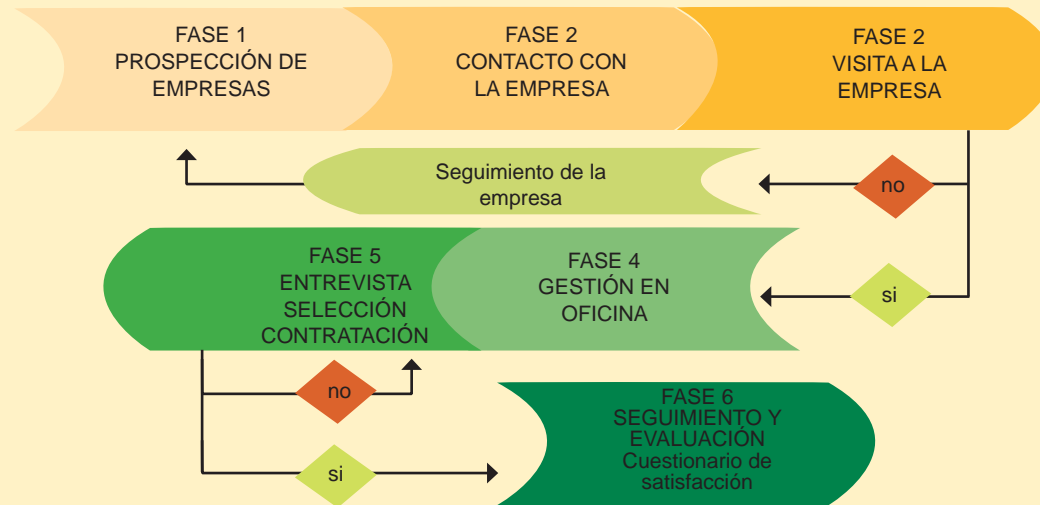 FASE 1
PROSPECCIÓN DE
EMPRESAS
FASE 2
CONTACTO CON
LA EMPRESA
FASE 2
VISITA A LA
EMPRESA
Seguimiento de la
empresa
no
FASE 5
ENTREVISTA
SELECCIÓN
CONTRATACIÓN
FASE 4
GESTIÓN EN
OFICINA
si
no
si
FASE 6
SEGUIMIENTO Y
EVALUACIÓN
Cuestionario de
satisfacción